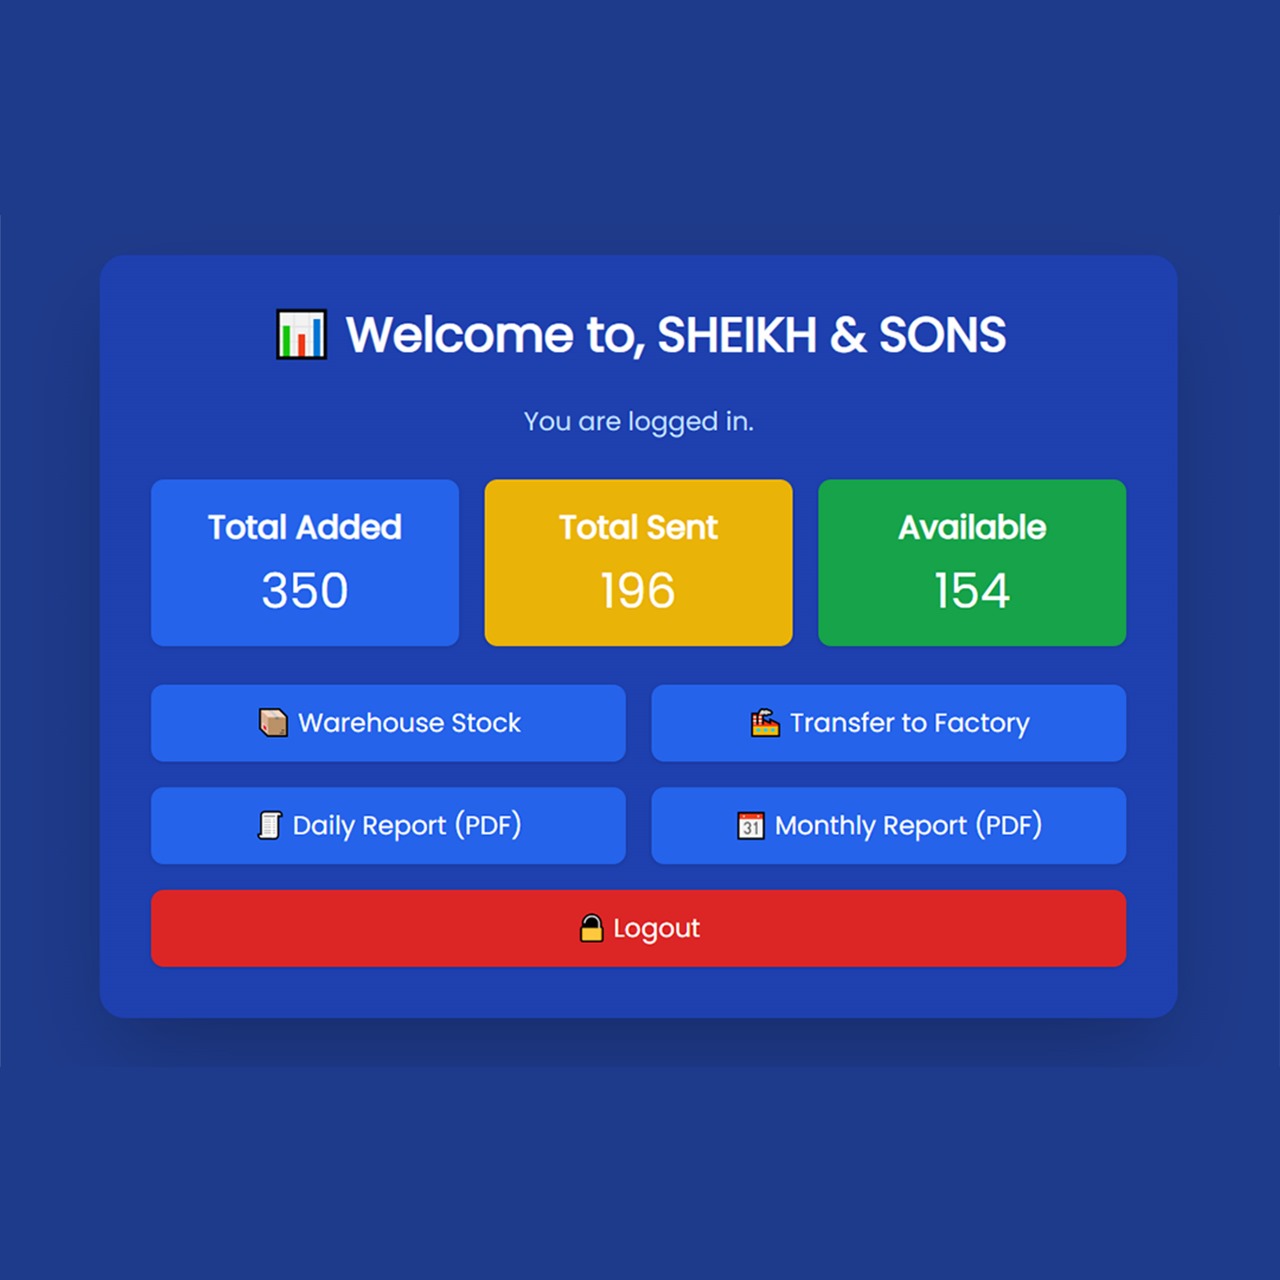 Welcome to, SHEIKH & SONS
You are logged in.
Total Added
350
Total Sent
196
Available
154
Warehouse Stock
Transfer to Factory
Daily Report (PDF)
31
Monthly Report (PDF)
Logout